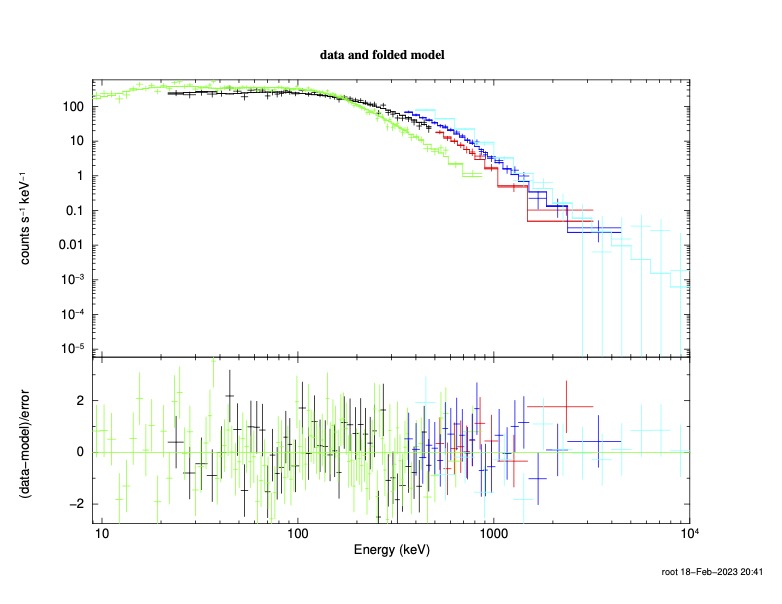 data and folded model
counts s⁻¹ keV⁻¹
100
10
1
0.1
0.01
10⁻³
10⁻⁴
10⁻⁵
(data−model)/error
2
0
−2
10 100 1000 10⁴
Energy (keV)
root 18−Feb−2023 20:41